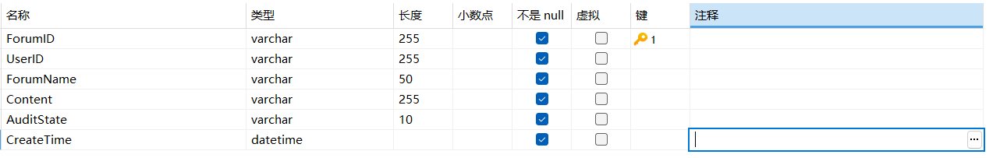 名称 类型 长度 小数点 不是 null 虚拟 键 注释
ForumID varchar 255 1
UserID varchar 255
ForumName varchar 50
Content varchar 255
AuditState varchar 10
CreateTime datetime ...